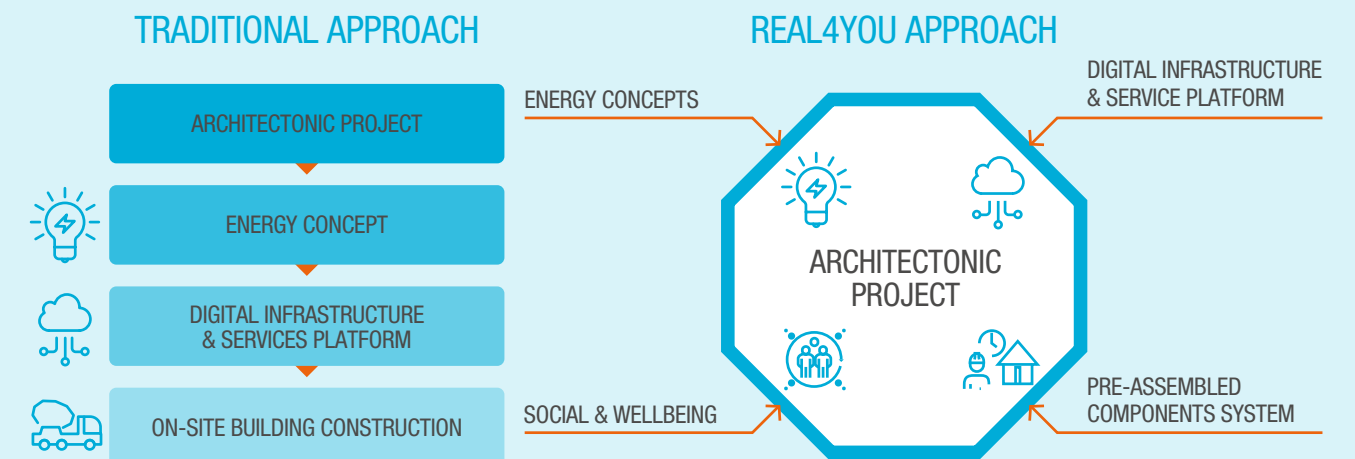 TRADITIONAL APPROACH
ARCHITECTONIC PROJECT
ENERGY CONCEPT
DIGITAL INFRASTRUCTURE
& SERVICES PLATFORM
ON-SITE BUILDING CONSTRUCTION
REAL4YOU APPROACH
ENERGY CONCEPTS
DIGITAL INFRASTRUCTURE
& SERVICE PLATFORM
ARCHITECTONIC
PROJECT
SOCIAL & WELLBEING
PRE-ASSEMBLED
COMPONENTS SYSTEM